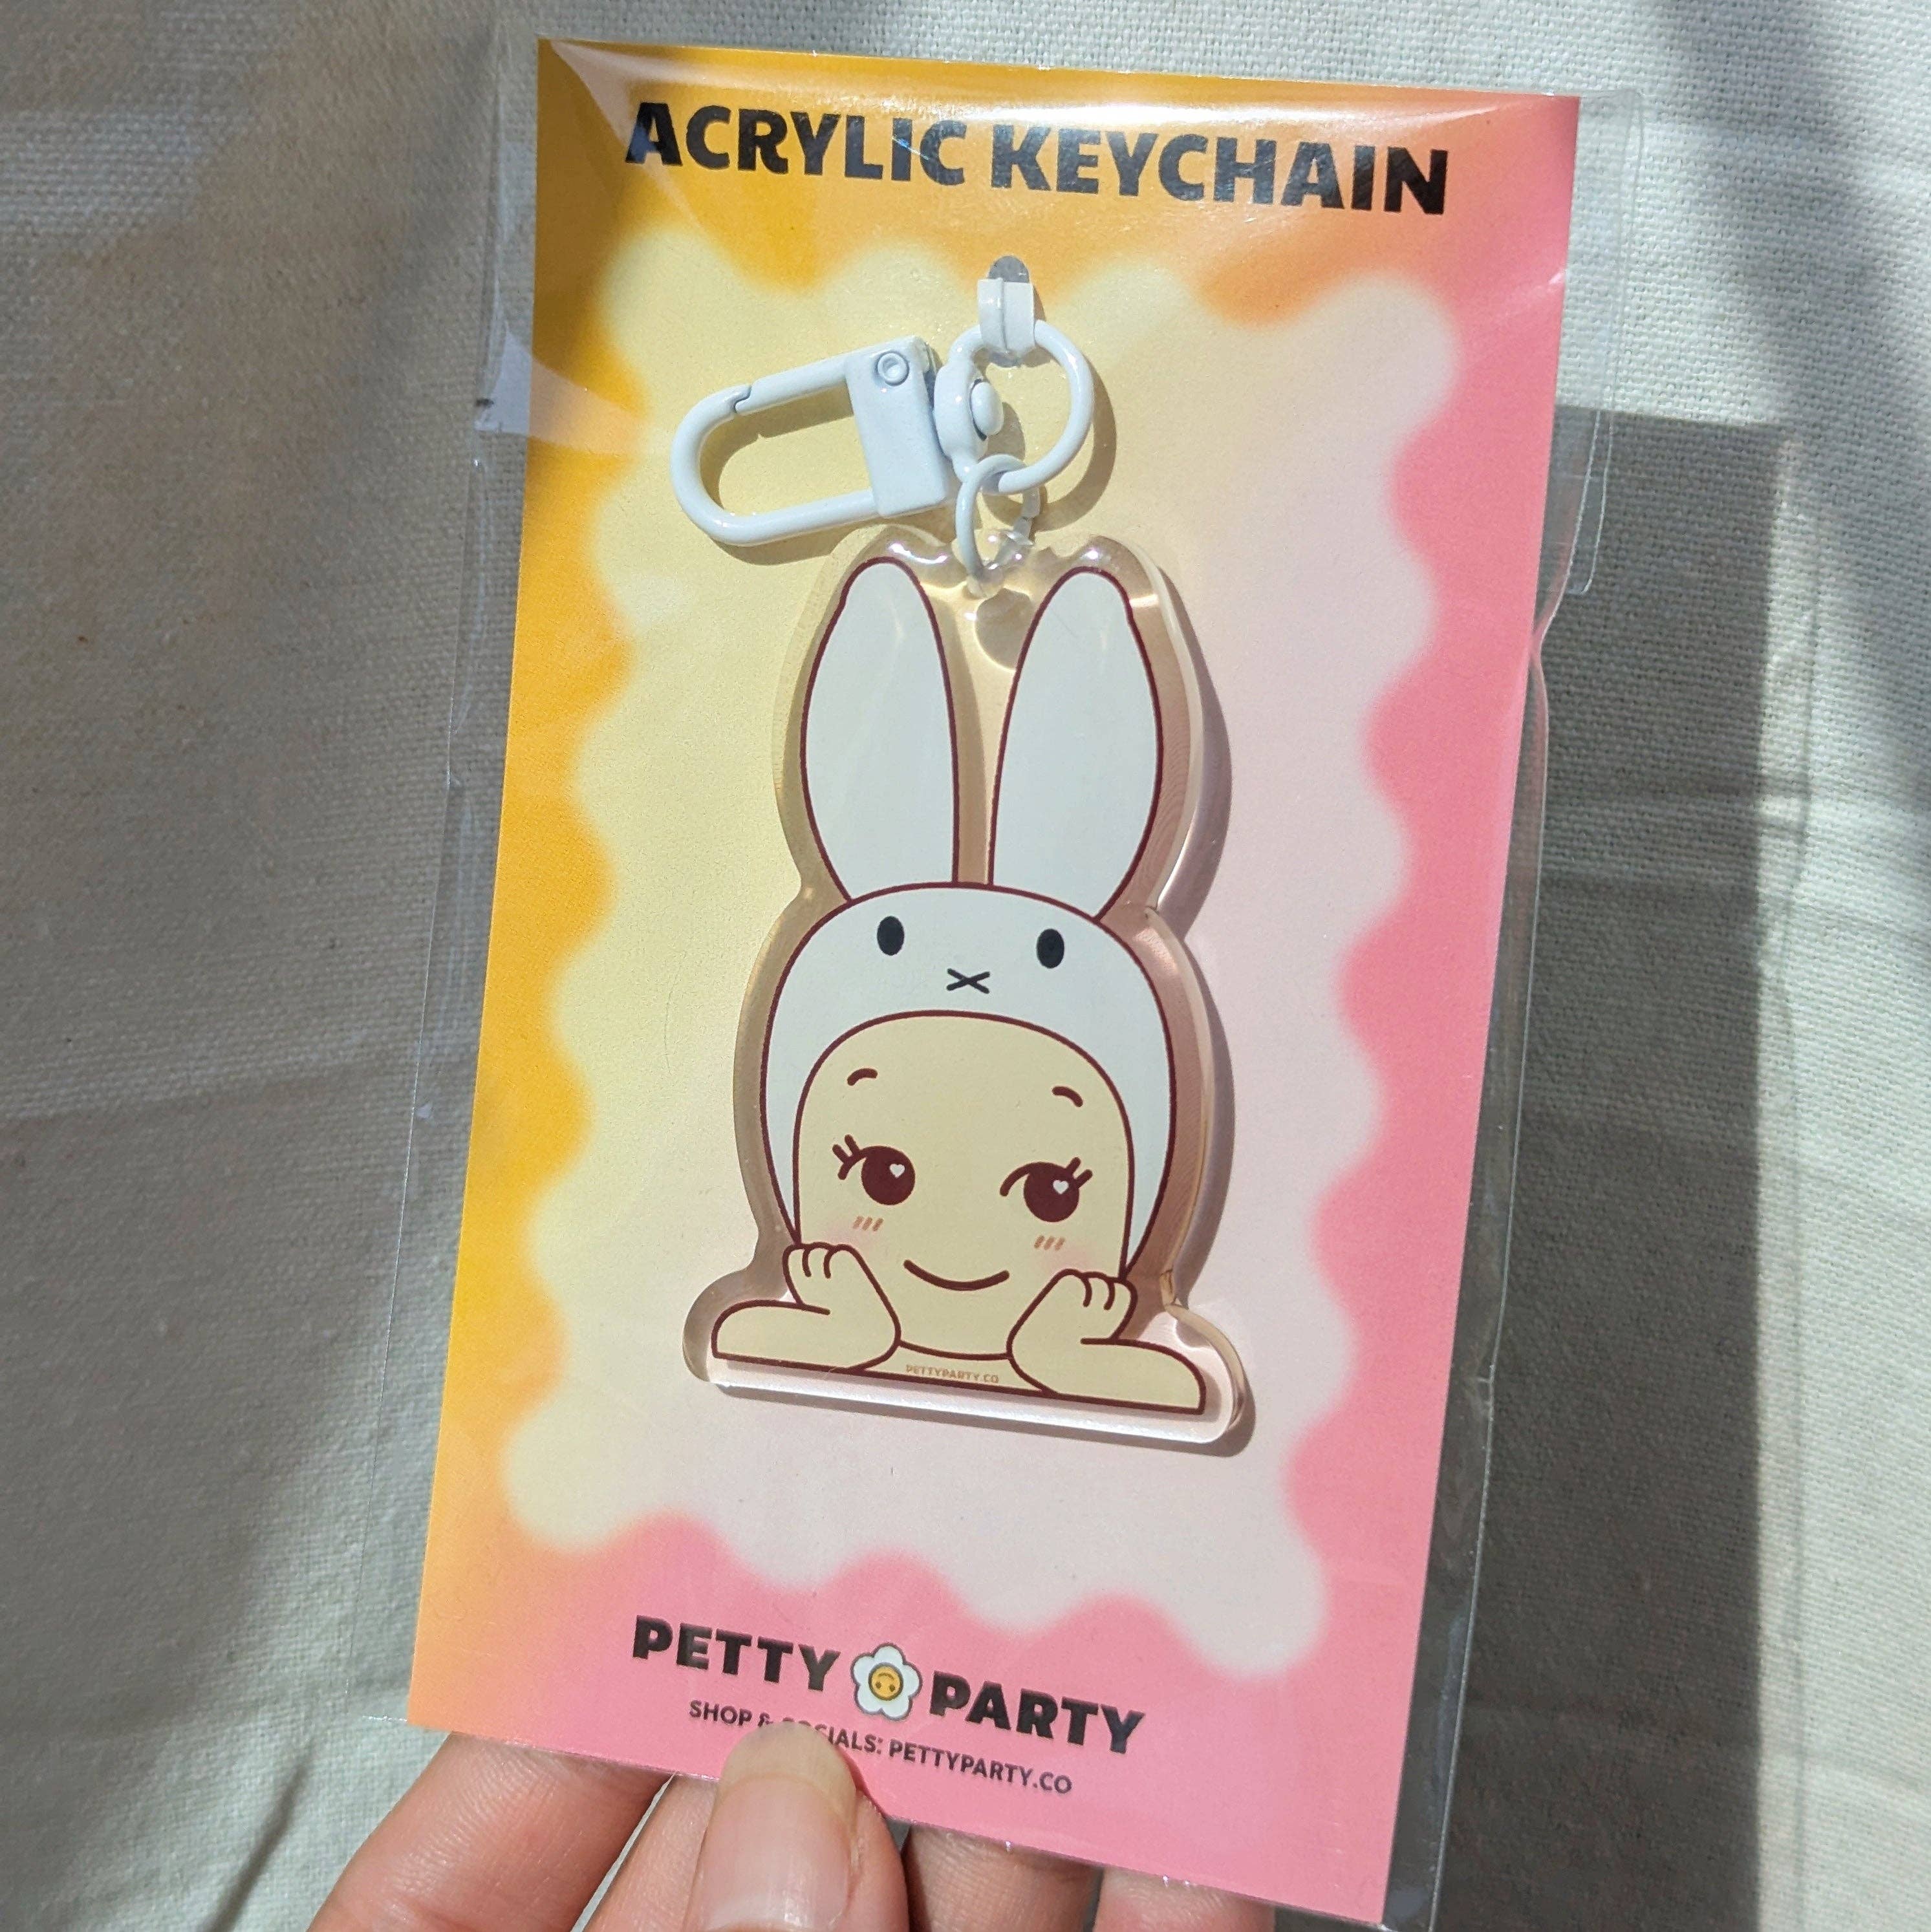 ACRYLIC KEYCHAIN
PETTYPARTY.CO
PETTY PARTY
SHOP & SOCIALS: PETTYPARTY.CO